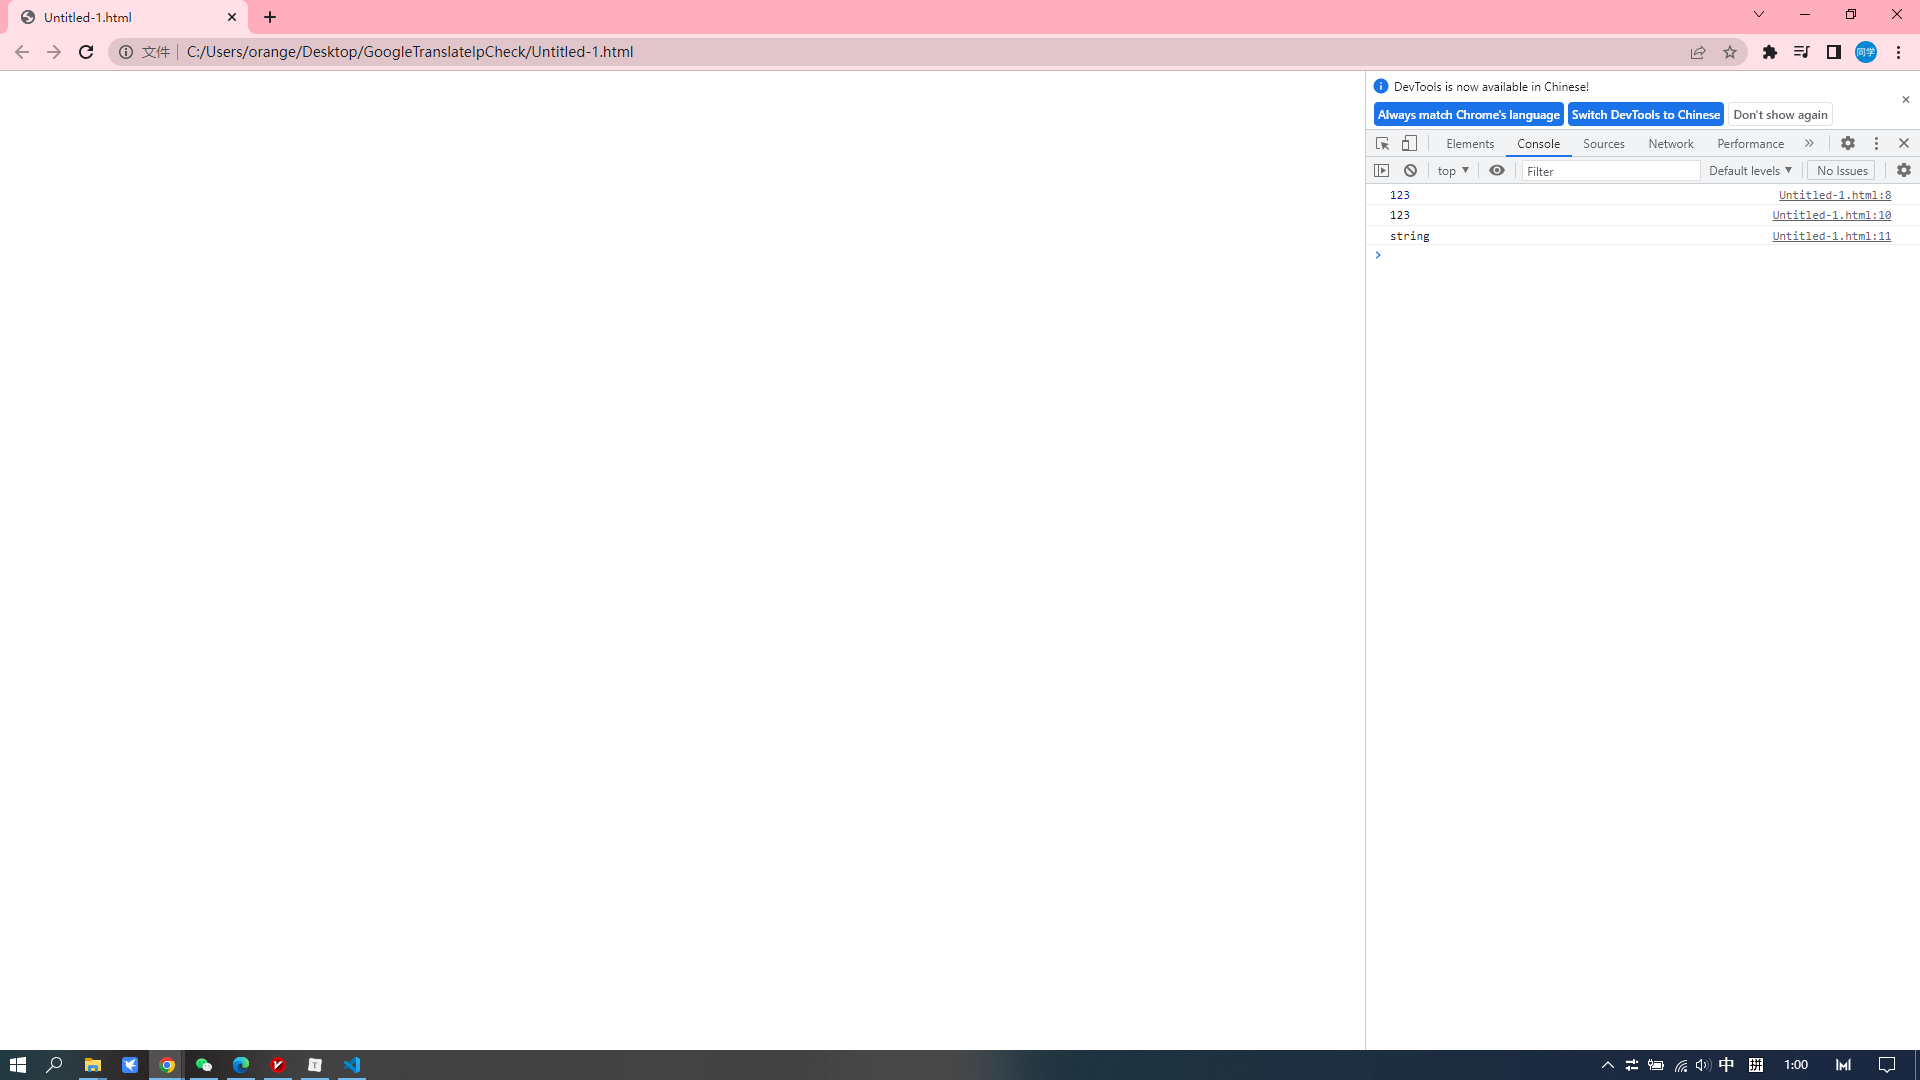 Untitled-1.html
文件 C:/Users/orange/Desktop/GoogleTranslateIpCheck/Untitled-1.html
同学
DevTools is now available in Chinese!
Always match Chrome's language Switch DevTools to Chinese Don't show again
Elements Console Sources Network Performance
top Filter Default levels No Issues
123 Untitled-1.html:8
123 Untitled-1.html:10
string Untitled-1.html:11
中 拼 1:00